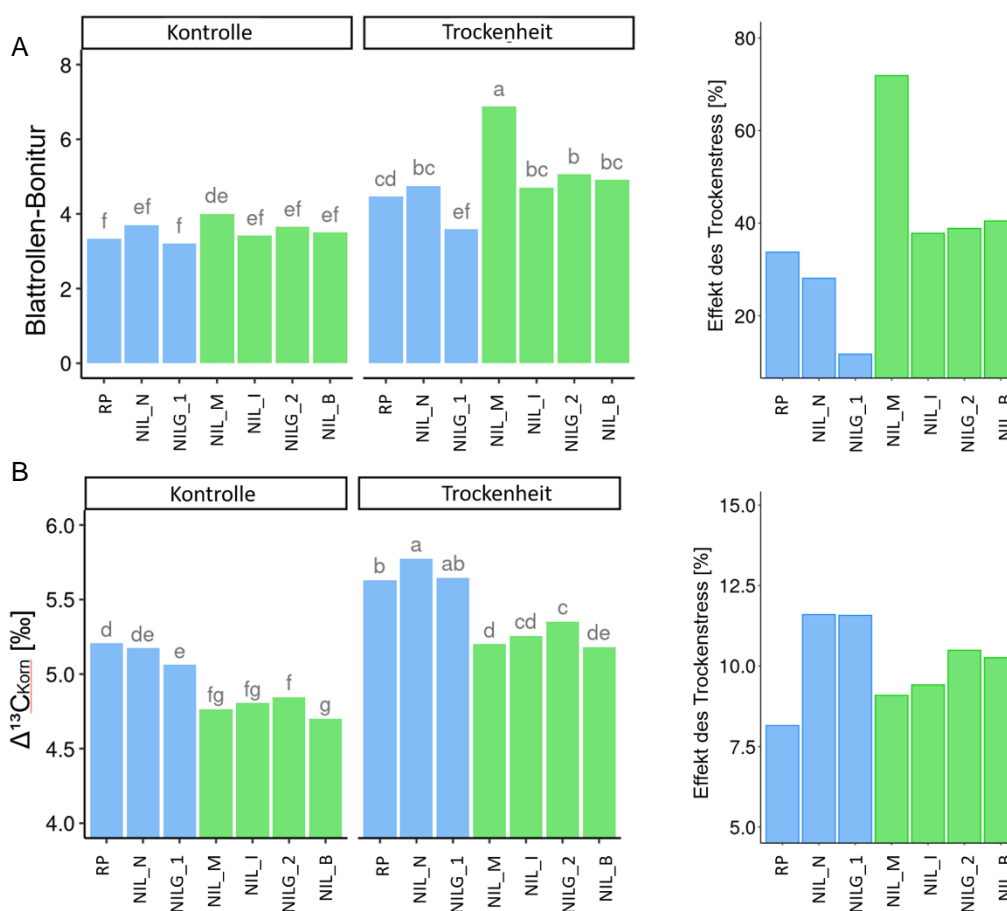 A
Kontrolle
Trockenheit
Blattrollen-Bonitur
8
6
4
2
0
f
ef
f
de
ef
ef
ef
cd
bc
ef
a
bc
b
bc
RP
NIL_N
NILG_1
NIL_M
NIL_I
NILG_2
NIL_B
RP
NIL_N
NILG_1
NIL_M
NIL_I
NILG_2
NIL_B
Effekt des Trockenstress [%]
80
60
40
20
RP
NIL_N
NILG_1
NIL_M
NIL_I
NILG_2
NIL_B
B
Kontrolle
Trockenheit
Δ¹³CKorn [‰]
6.0
5.5
5.0
4.5
4.0
d
de
e
fg
fg
f
g
b
a
ab
d
cd
c
de
RP
NIL_N
NILG_1
NIL_M
NIL_I
NILG_2
NIL_B
RP
NIL_N
NILG_1
NIL_M
NIL_I
NILG_2
NIL_B
Effekt des Trockenstress [%]
15.0
12.5
10.0
7.5
5.0
RP
NIL_N
NILG_1
NIL_M
NIL_I
NILG_2
NIL_B